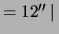 = 12" |